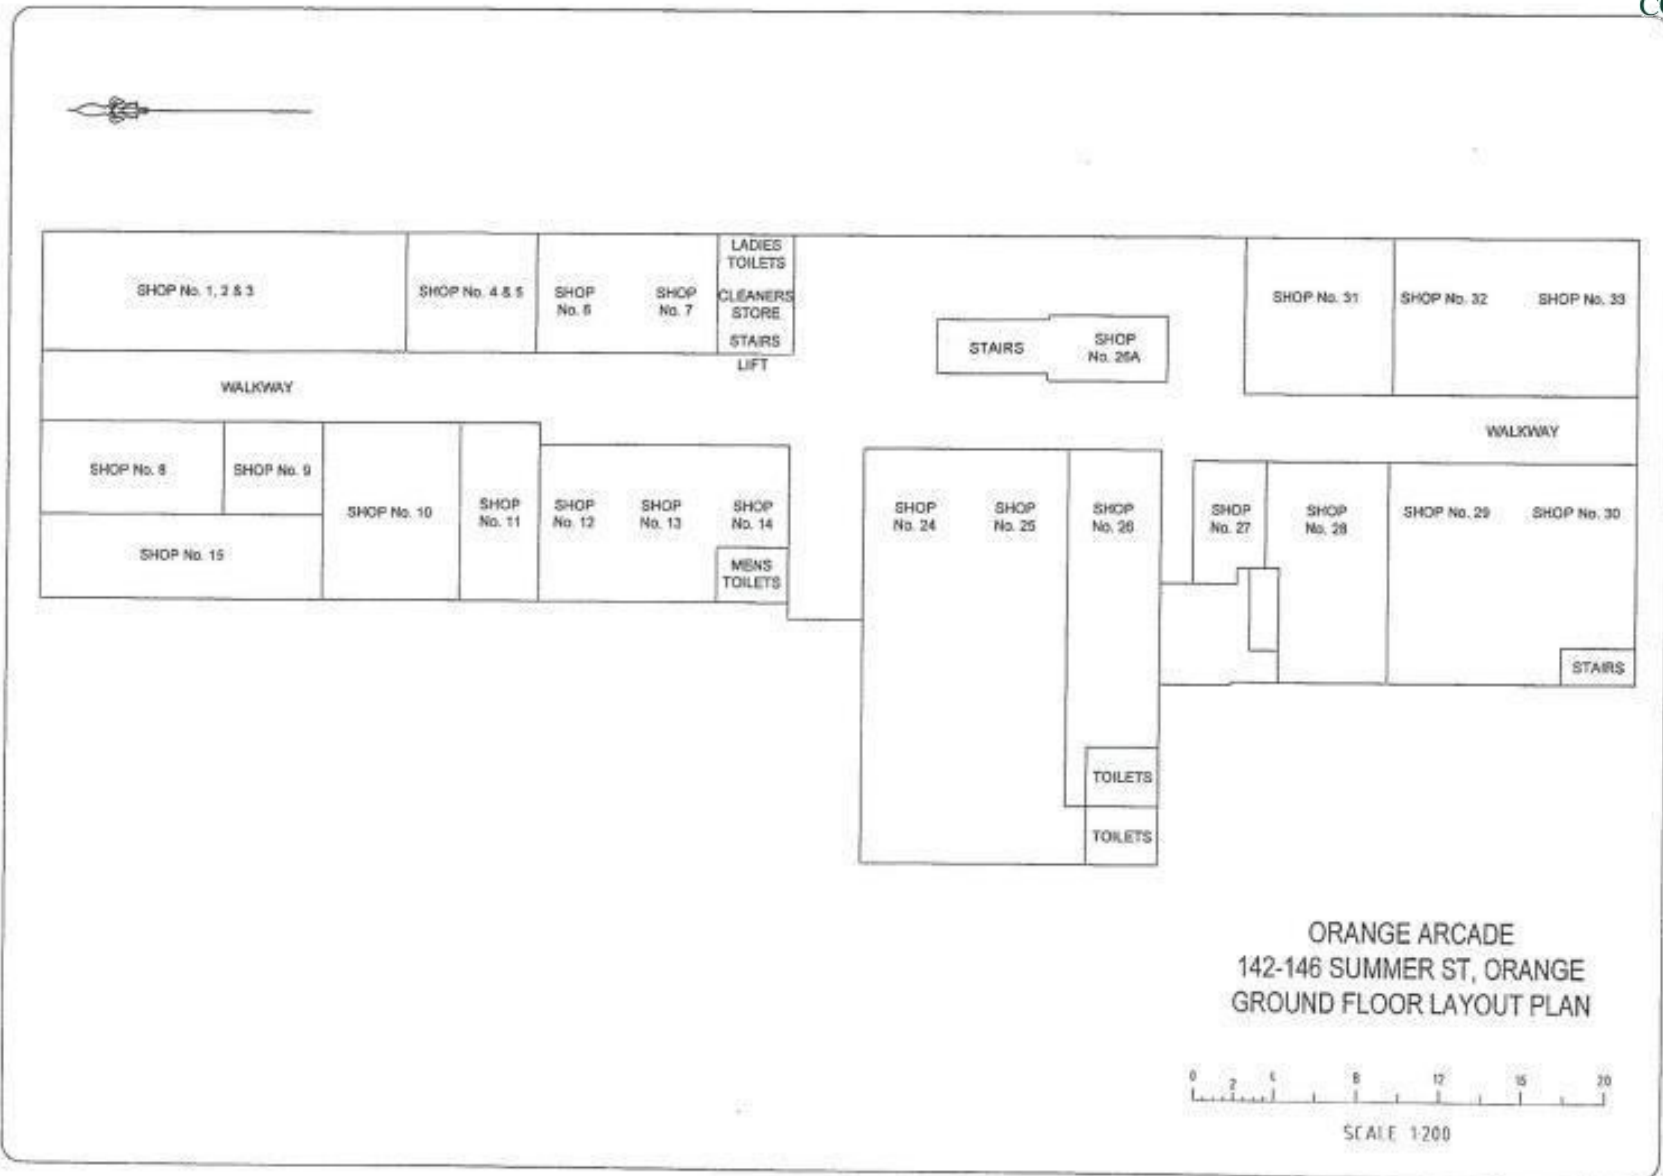 CO
SHOP No. 1, 2 & 3
SHOP No. 4 & 5
SHOP
No. 6
SHOP
No. 7
LADIES
TOILETS
CLEANERS
STORE
STAIRS
LIFT
STAIRS
SHOP
No. 26A
SHOP No. 31
SHOP No. 32
SHOP No. 33
WALKWAY
WALKWAY
SHOP No. 8
SHOP No. 9
SHOP No. 10
SHOP
No. 11
SHOP
No. 12
SHOP
No. 13
SHOP
No. 14
MENS
TOILETS
SHOP No. 15
SHOP
No. 24
SHOP
No. 25
SHOP
No. 26
SHOP
No. 27
SHOP
No. 28
SHOP No. 29
SHOP No. 30
STAIRS
TOILETS
TOILETS
ORANGE ARCADE
142-146 SUMMER ST, ORANGE
GROUND FLOOR LAYOUT PLAN
0 2 8 12 20
SCALE 1:200